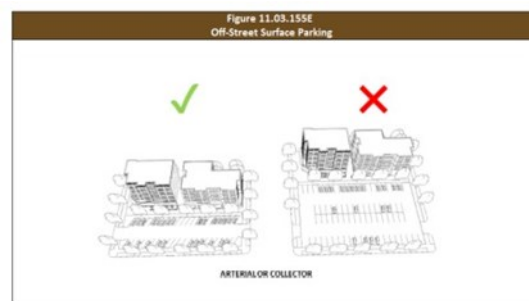 Figure 11.03.155E
Off-Street Surface Parking
ARTERIAL OR COLLECTOR